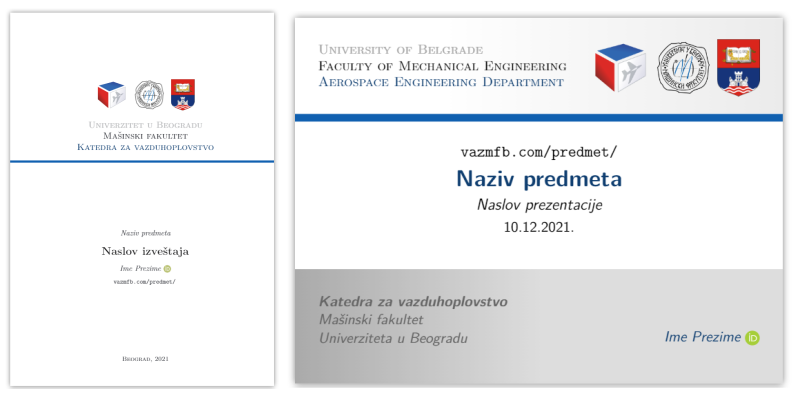 UNIVERZITET U BEOGRADU
MAŠINSKI FAKULTET
KATEDRA ZA VAZDUHOPLOVSTVO
Naziv predmeta
Naslov izveštaja
Ime Prezime iD
vazmfb.com/predmet/
BEOGRAD, 2021
UNIVERSITY OF BELGRADE
FACULTY OF MECHANICAL ENGINEERING
AEROSPACE ENGINEERING DEPARTMENT
vazmfb.com/predmet/
Naziv predmeta
Naslov prezentacije
10.12.2021.
Katedra za vazduhoplovstvo
Mašinski fakultet
Univerziteta u Beogradu
Ime Prezime iD